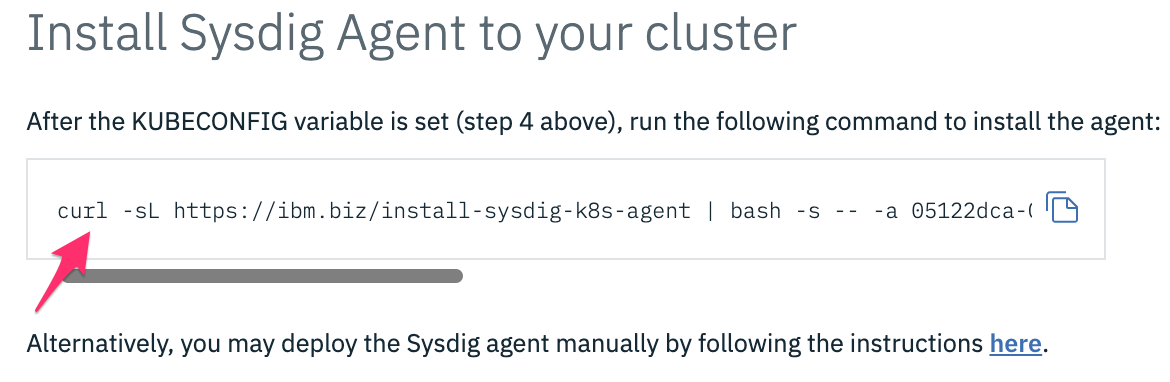 Install Sysdig Agent to your cluster
After the KUBECONFIG variable is set (step 4 above), run the following command to install the agent:
curl -sL https://ibm.biz/install-sysdig-k8s-agent | bash -s -- -a 05122dca-
Alternatively, you may deploy the Sysdig agent manually by following the instructions here.